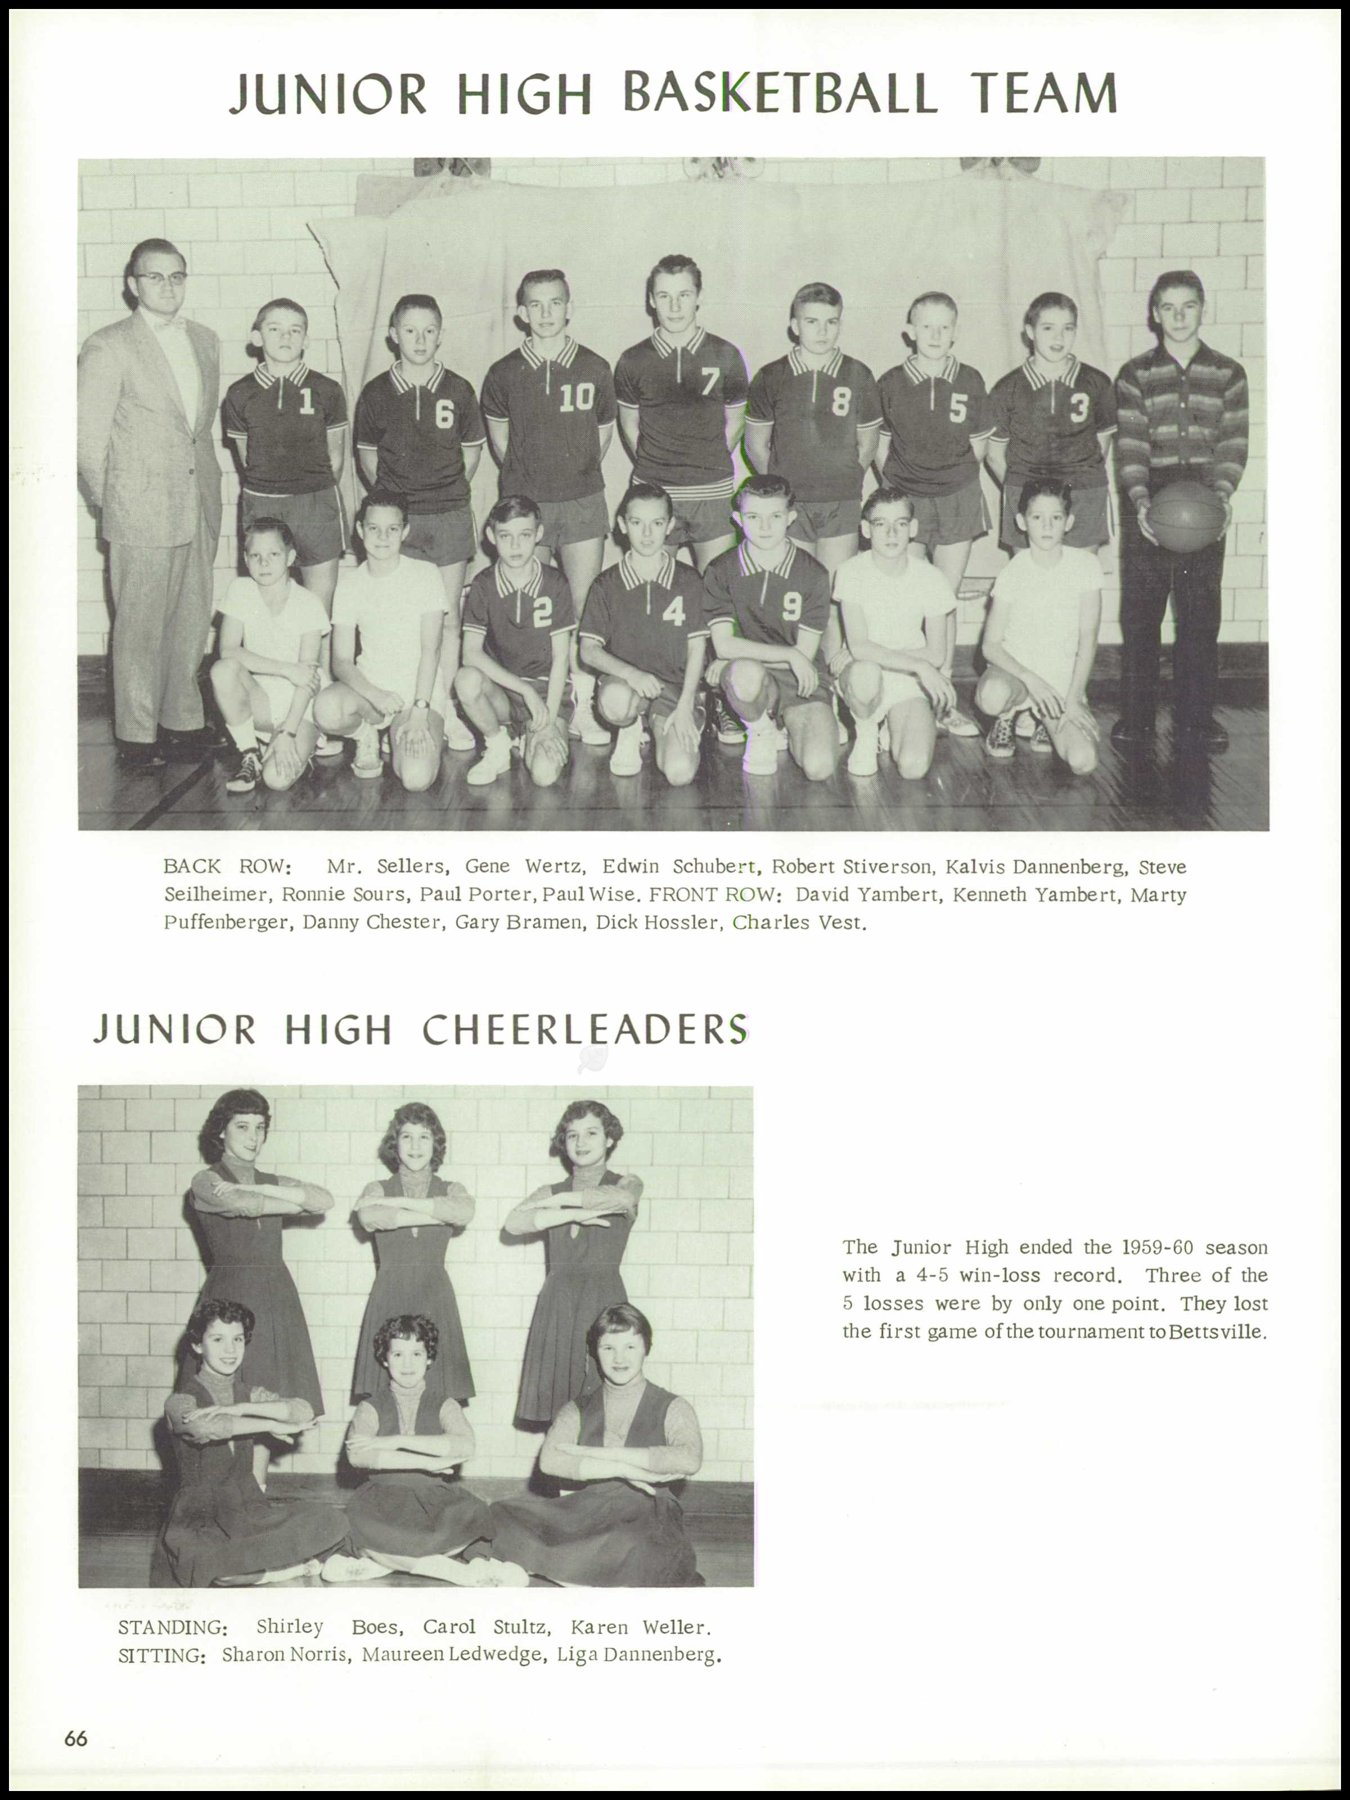 JUNIOR HIGH BASKETBALL TEAM
1
6
10
7
8
5
3
2
4
9
BACK ROW: Mr. Sellers, Gene Wertz, Edwin Schubert, Robert Stiverson, Kalvis Dannenberg, Steve
Seilheimer, Ronnie Sours, Paul Porter, Paul Wise. FRONT ROW: David Yambert, Kenneth Yambert, Marty
Puffenberger, Danny Chester, Gary Bramen, Dick Hossler, Charles Vest.
JUNIOR HIGH CHEERLEADERS
The Junior High ended the 1959-60 season
with a 4-5 win-loss record. Three of the
5 losses were by only one point. They lost
the first game of the tournament to Bettsville.
STANDING: Shirley Boes, Carol Stultz, Karen Weller.
SITTING: Sharon Norris, Maureen Ledwedge, Liga Dannenberg.
66